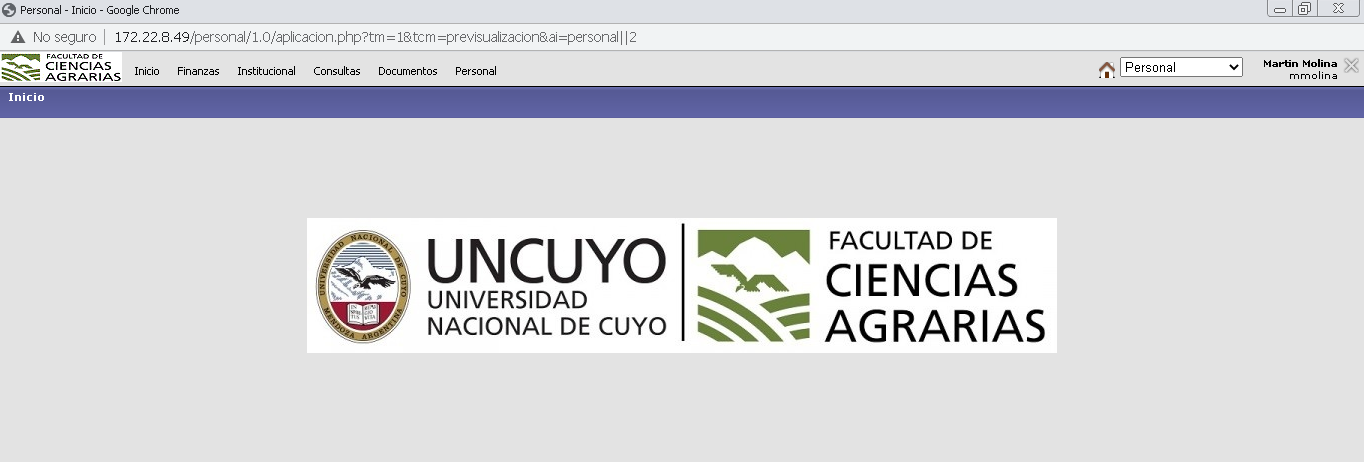 Personal - Inicio - Google Chrome
No seguro | 172.22.8.49/personal/1.0/aplicacion.php?tm=1&tcm=previsualizacion&ai=personal||2
FACULTAD DE
CIENCIAS
AGRARIAS
Inicio Finanzas Institucional Consultas Documentos Personal
Personal
Martin Molina
mmolina
Inicio
UNIVERSIDAD NACIONAL DE CUYO
MENDOZA ARGENTINA
UNCUYO
UNIVERSIDAD
NACIONAL DE CUYO
FACULTAD DE
CIENCIAS
AGRARIAS